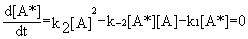 d[A*]/dt = k₂[A]² − k₋₂[A*][A] − k₁[A*] = 0